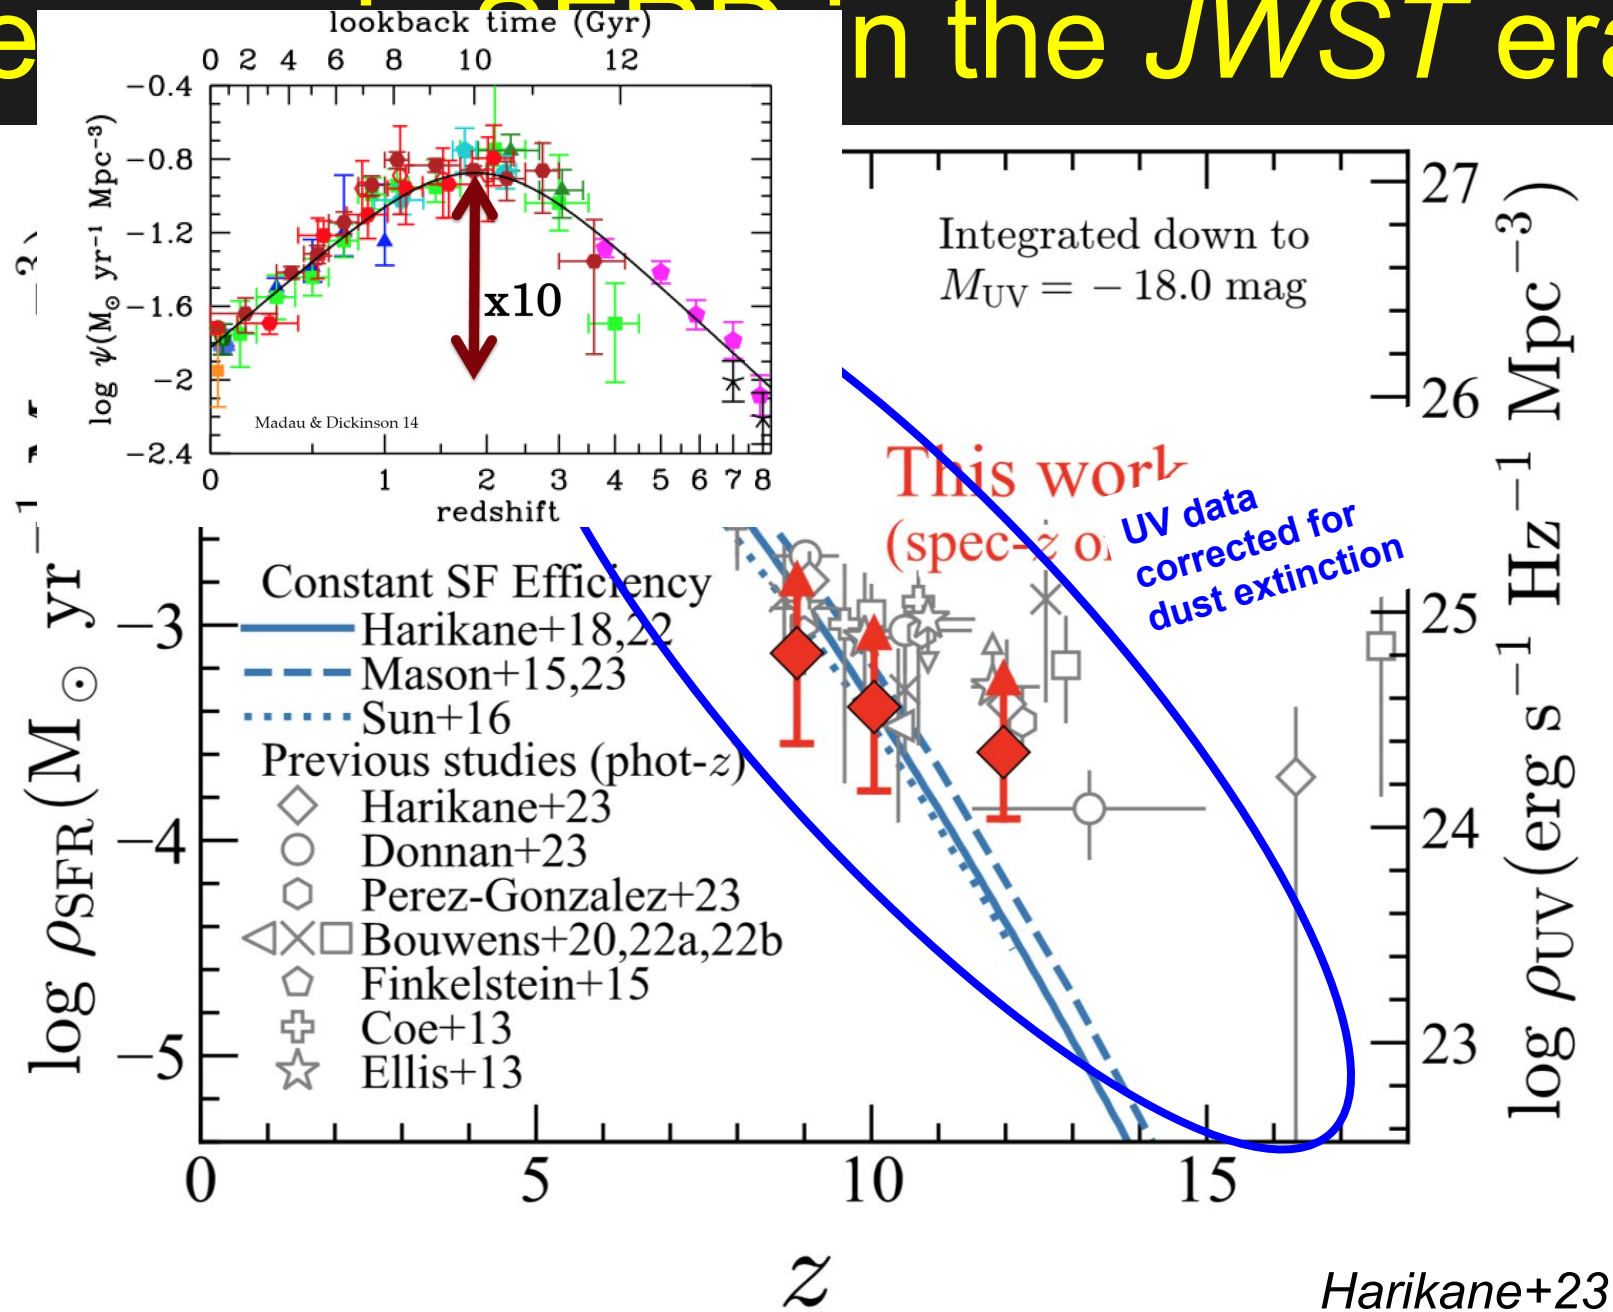 in the JWST era
lookback time (Gyr)
0 2 4 6 8 10 12
−0.4
−0.8
−1.2
−1.6
−2
−2.4
log ψ(M⊙ yr−1 Mpc−3)
x10
Madau & Dickinson 14
0 1 2 3 4 5 6 7 8
redshift
Integrated down to
MUV = − 18.0 mag
This work
(spec-z
UV data
corrected for
dust extinction
Constant SF Efficiency
Harikane+18,22
Mason+15,23
Sun+16
Previous studies (phot-z)
Harikane+23
Donnan+23
Perez-Gonzalez+23
Bouwens+20,22a,22b
Finkelstein+15
Coe+13
Ellis+13
−3
−4
−5
log ρSFR(M⊙ yr−1
27
26
25
24
23
log ρUV(erg s−1 Hz−1 Mpc−3)
0 5 10 15
z
Harikane+23